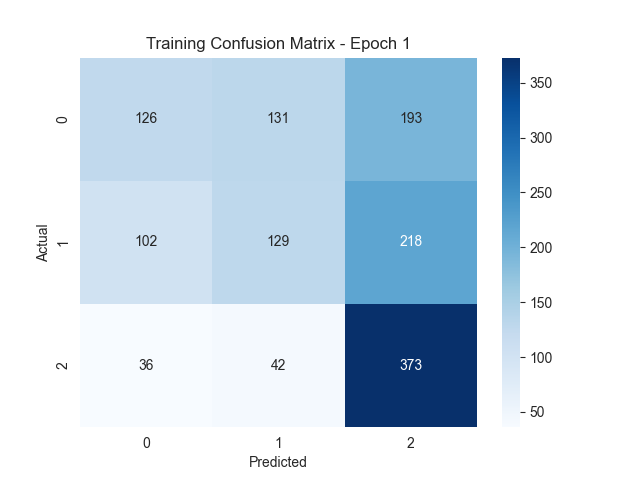 Training Confusion Matrix - Epoch 1
0 126 131 193
1 102 129 218
2 36 42 373
0 1 2
Actual
Predicted
350
300
250
200
150
100
50